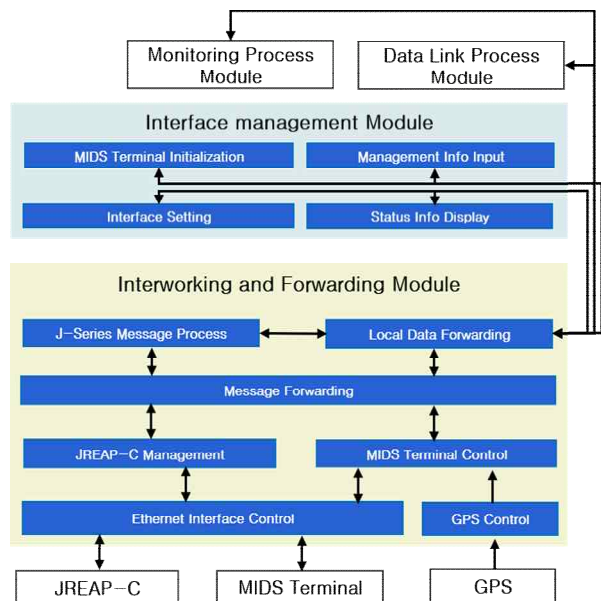 Monitoring Process
Module
Data Link Process
Module
Interface management Module
MIDS Terminal Initialization
Management Info Input
Interface Setting
Status Info Display
Interworking and Forwarding Module
J-Series Message Process
Local Data Forwarding
Message Forwarding
JREAP-C Management
MIDS Terminal Control
Ethernet Interface Control
GPS Control
JREAP-C
MIDS Terminal
GPS